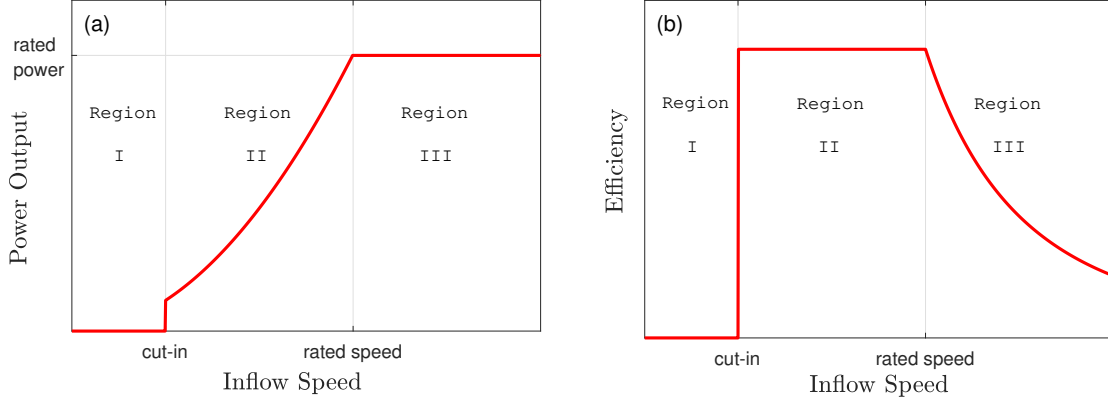 (a)
rated
power
Region
I
Region
II
Region
III
Power Output
cut-in
rated speed
Inflow Speed
(b)
Region
I
Region
II
Region
III
Efficiency
cut-in
rated speed
Inflow Speed